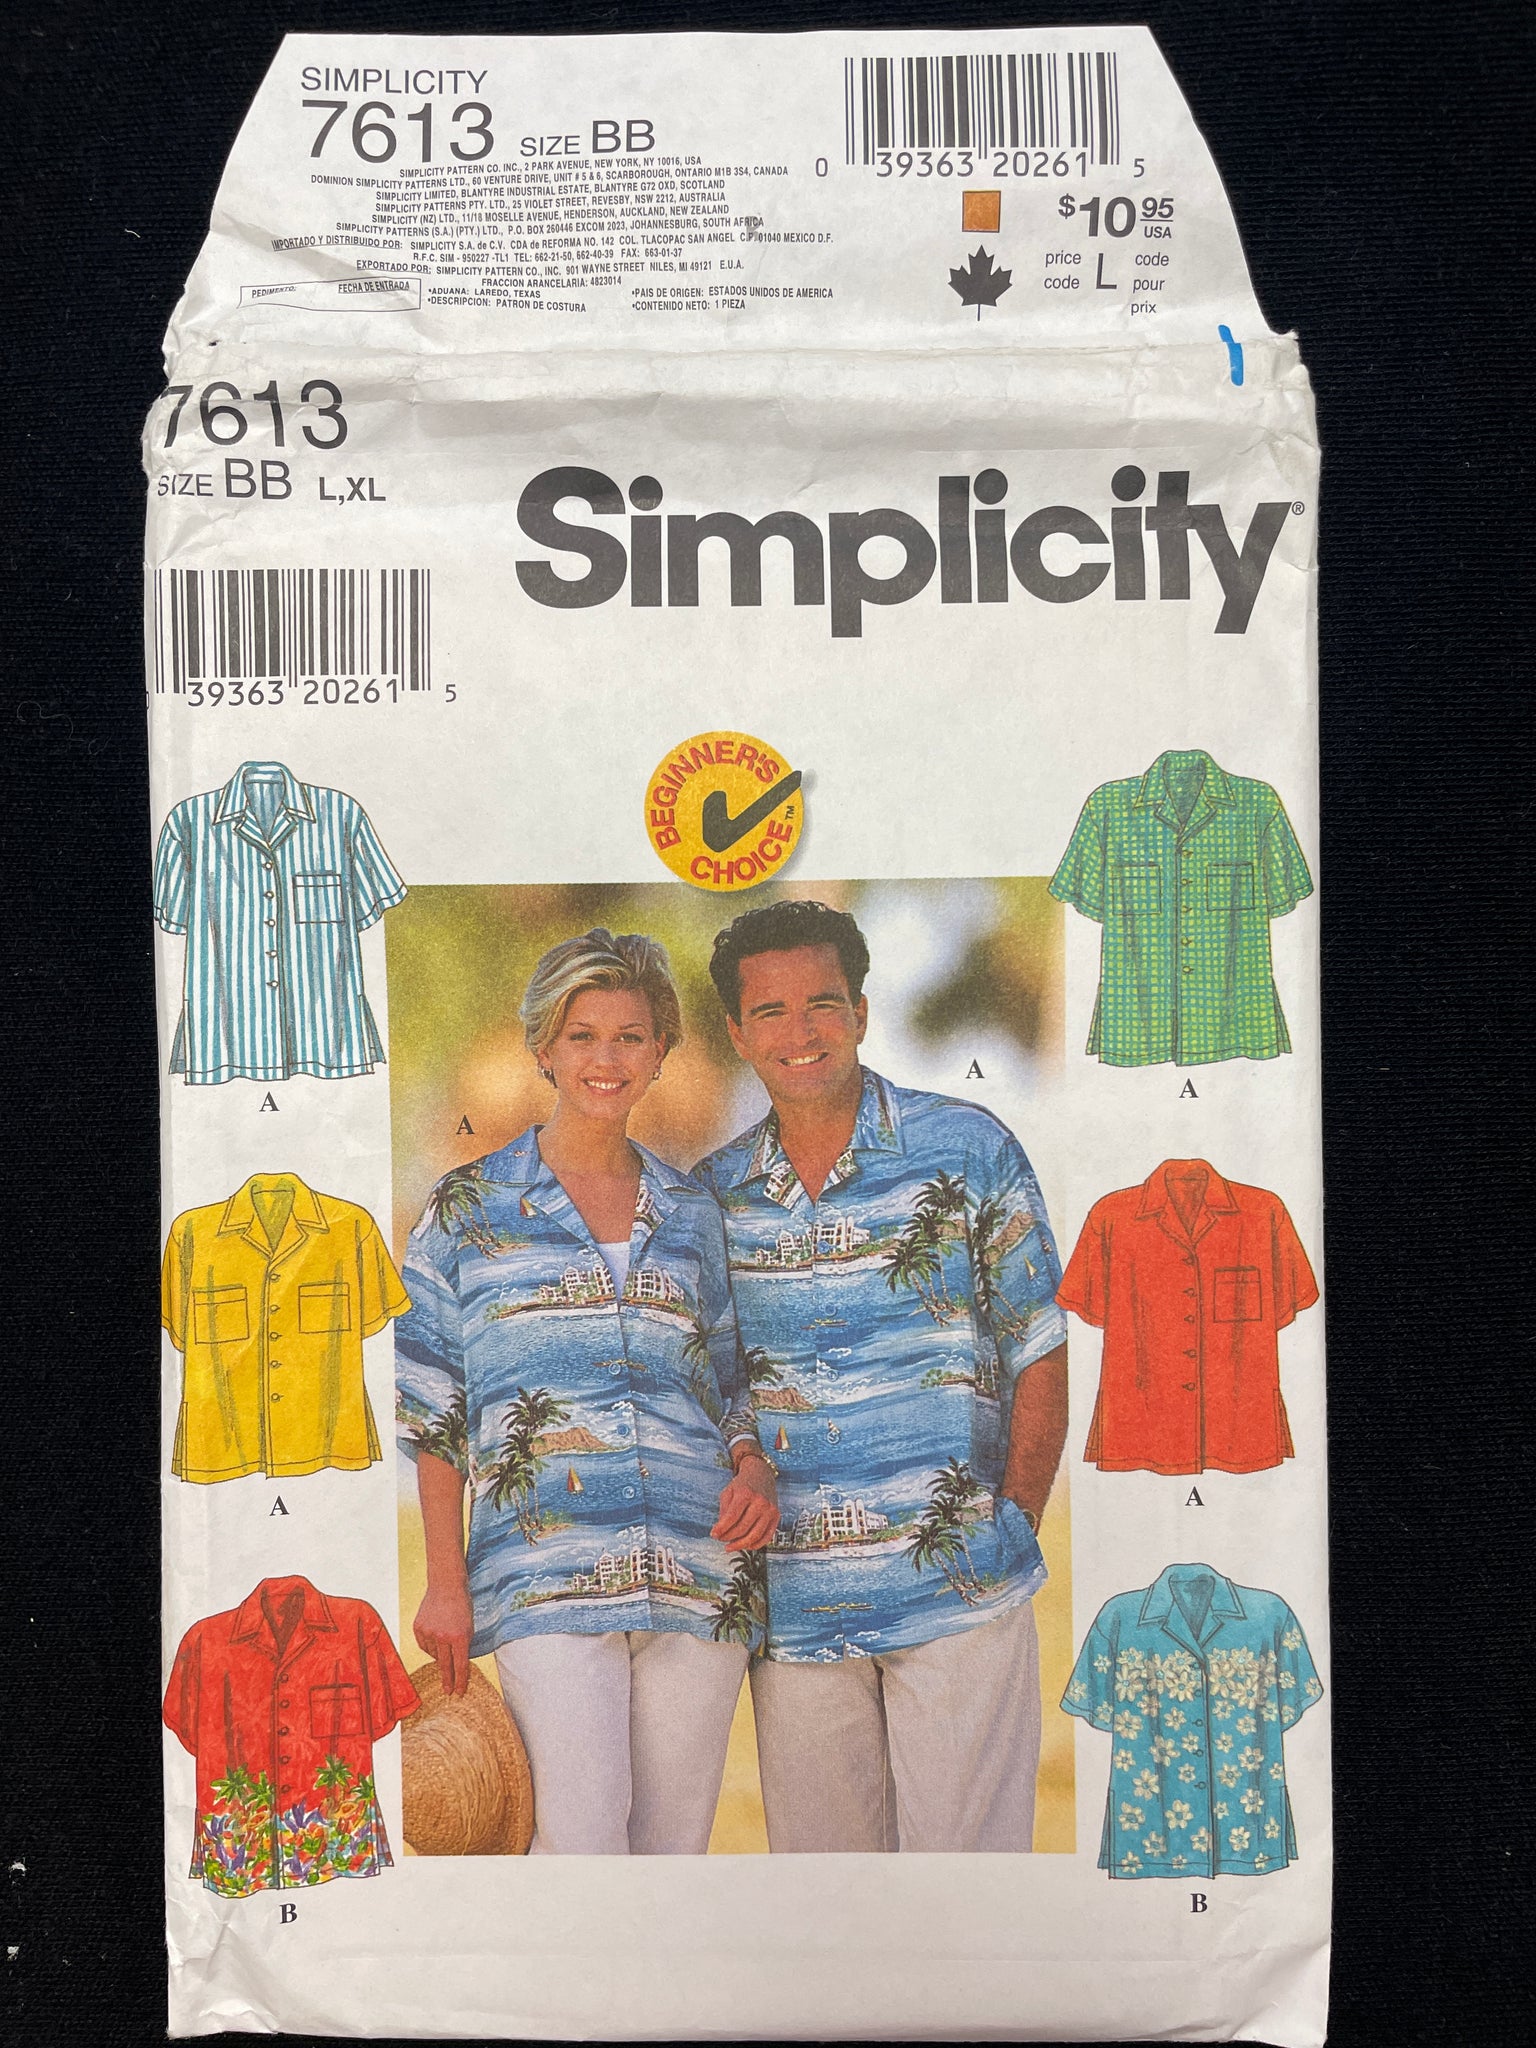 SIMPLICITY
7613 SIZE BB
SIMPLICITY PATTERN CO. INC., 2 PARK AVENUE, NEW YORK, NY 10016, USA
DOMINION SIMPLICITY PATTERNS LTD., 60 VENTURE DRIVE, UNIT # 5 & 6, SCARBOROUGH, ONTARIO M1B 3S4, CANADA
SIMPLICITY LIMITED, BLANTYRE INDUSTRIAL ESTATE, BLANTYRE G72 OXD, SCOTLAND
SIMPLICITY PATTERNS PTY. LTD., 25 VIOLET STREET, REVESBY, NSW 2212, AUSTRALIA
SIMPLICITY (NZ) LTD., 11/18 MOSELLE AVENUE, HENDERSON, AUCKLAND, NEW ZEALAND
SIMPLICITY PATTERNS (S.A.) (PTY.) LTD., P.O. BOX 260446 EXCOM 2023, JOHANNESBURG, SOUTH AFRICA
IMPORTADO Y DISTRIBUIDO POR: SIMPLICITY S.A. de C.V. CDA de REFORMA NO. 142 COL. TLACOPAC SAN ANGEL C.P. 01040 MEXICO D.F.
R.F.C. SIM - 950227 -TL1 TEL: 662-21-50, 662-40-39 FAX: 663-01-37
EXPORTADO POR: SIMPLICITY PATTERN CO., INC. 901 WAYNE STREET NILES, MI 49121 E.U.A.
FRACCION ARANCELARIA: 4823014
PEDIMENTO: FECHA DE ENTRADA
•ADUANA: LAREDO, TEXAS •PAIS DE ORIGEN: ESTADOS UNIDOS DE AMERICA
•DESCRIPCION: PATRON DE COSTURA •CONTENIDO NETO: 1 PIEZA
0 39363 20261 5
$10 95
USA
price code L code pour prix
7613
SIZE BB L,XL
Simplicity®
0 39363 20261 5
BEGINNER'S
CHOICE™
A
A
A
A
A
A
B
B